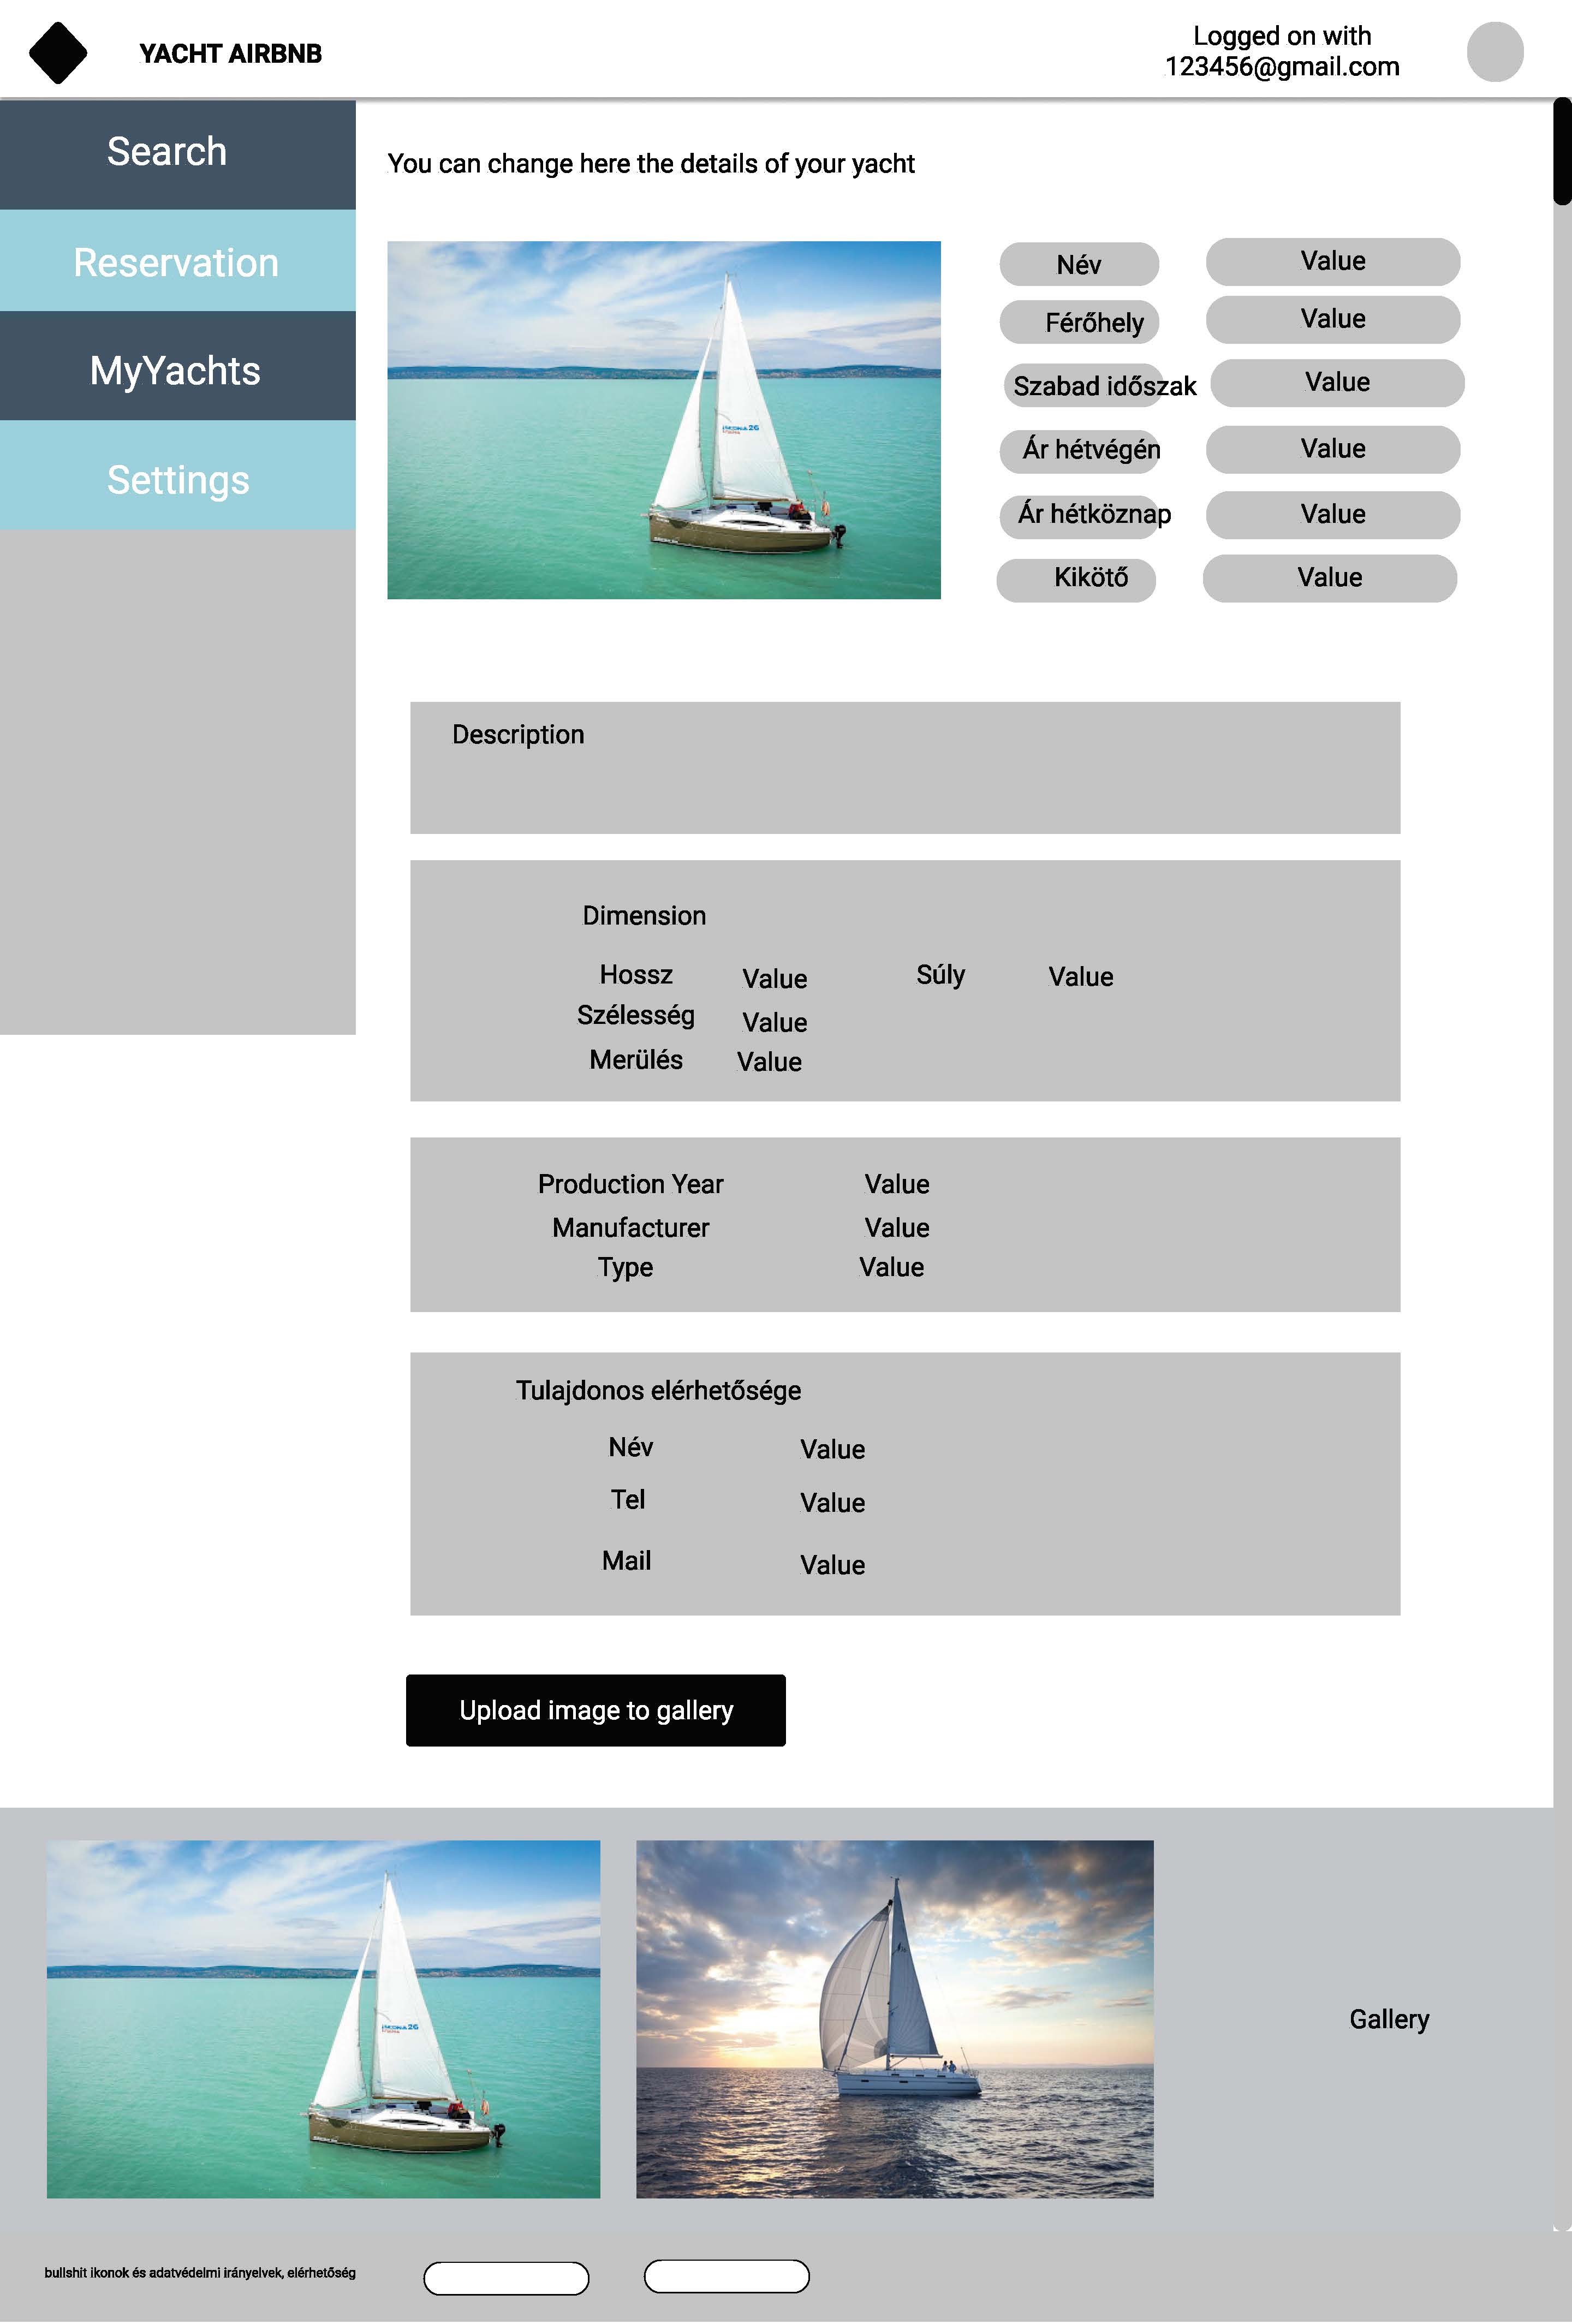 YACHT AIRBNB
Logged on with
123456@gmail.com
Search
Reservation
MyYachts
Settings
You can change here the details of your yacht
Név Value
Férőhely Value
Szabad időszak Value
Ár hétvégén Value
Ár hétköznap Value
Kikötő Value
Description
Dimension
Hossz Value Súly Value
Szélesség Value
Merülés Value
Production Year Value
Manufacturer Value
Type Value
Tulajdonos elérhetősége
Név Value
Tel Value
Mail Value
Upload image to gallery
Gallery
bullshit ikonok és adatvédelmi irányelvek, elérhetőség